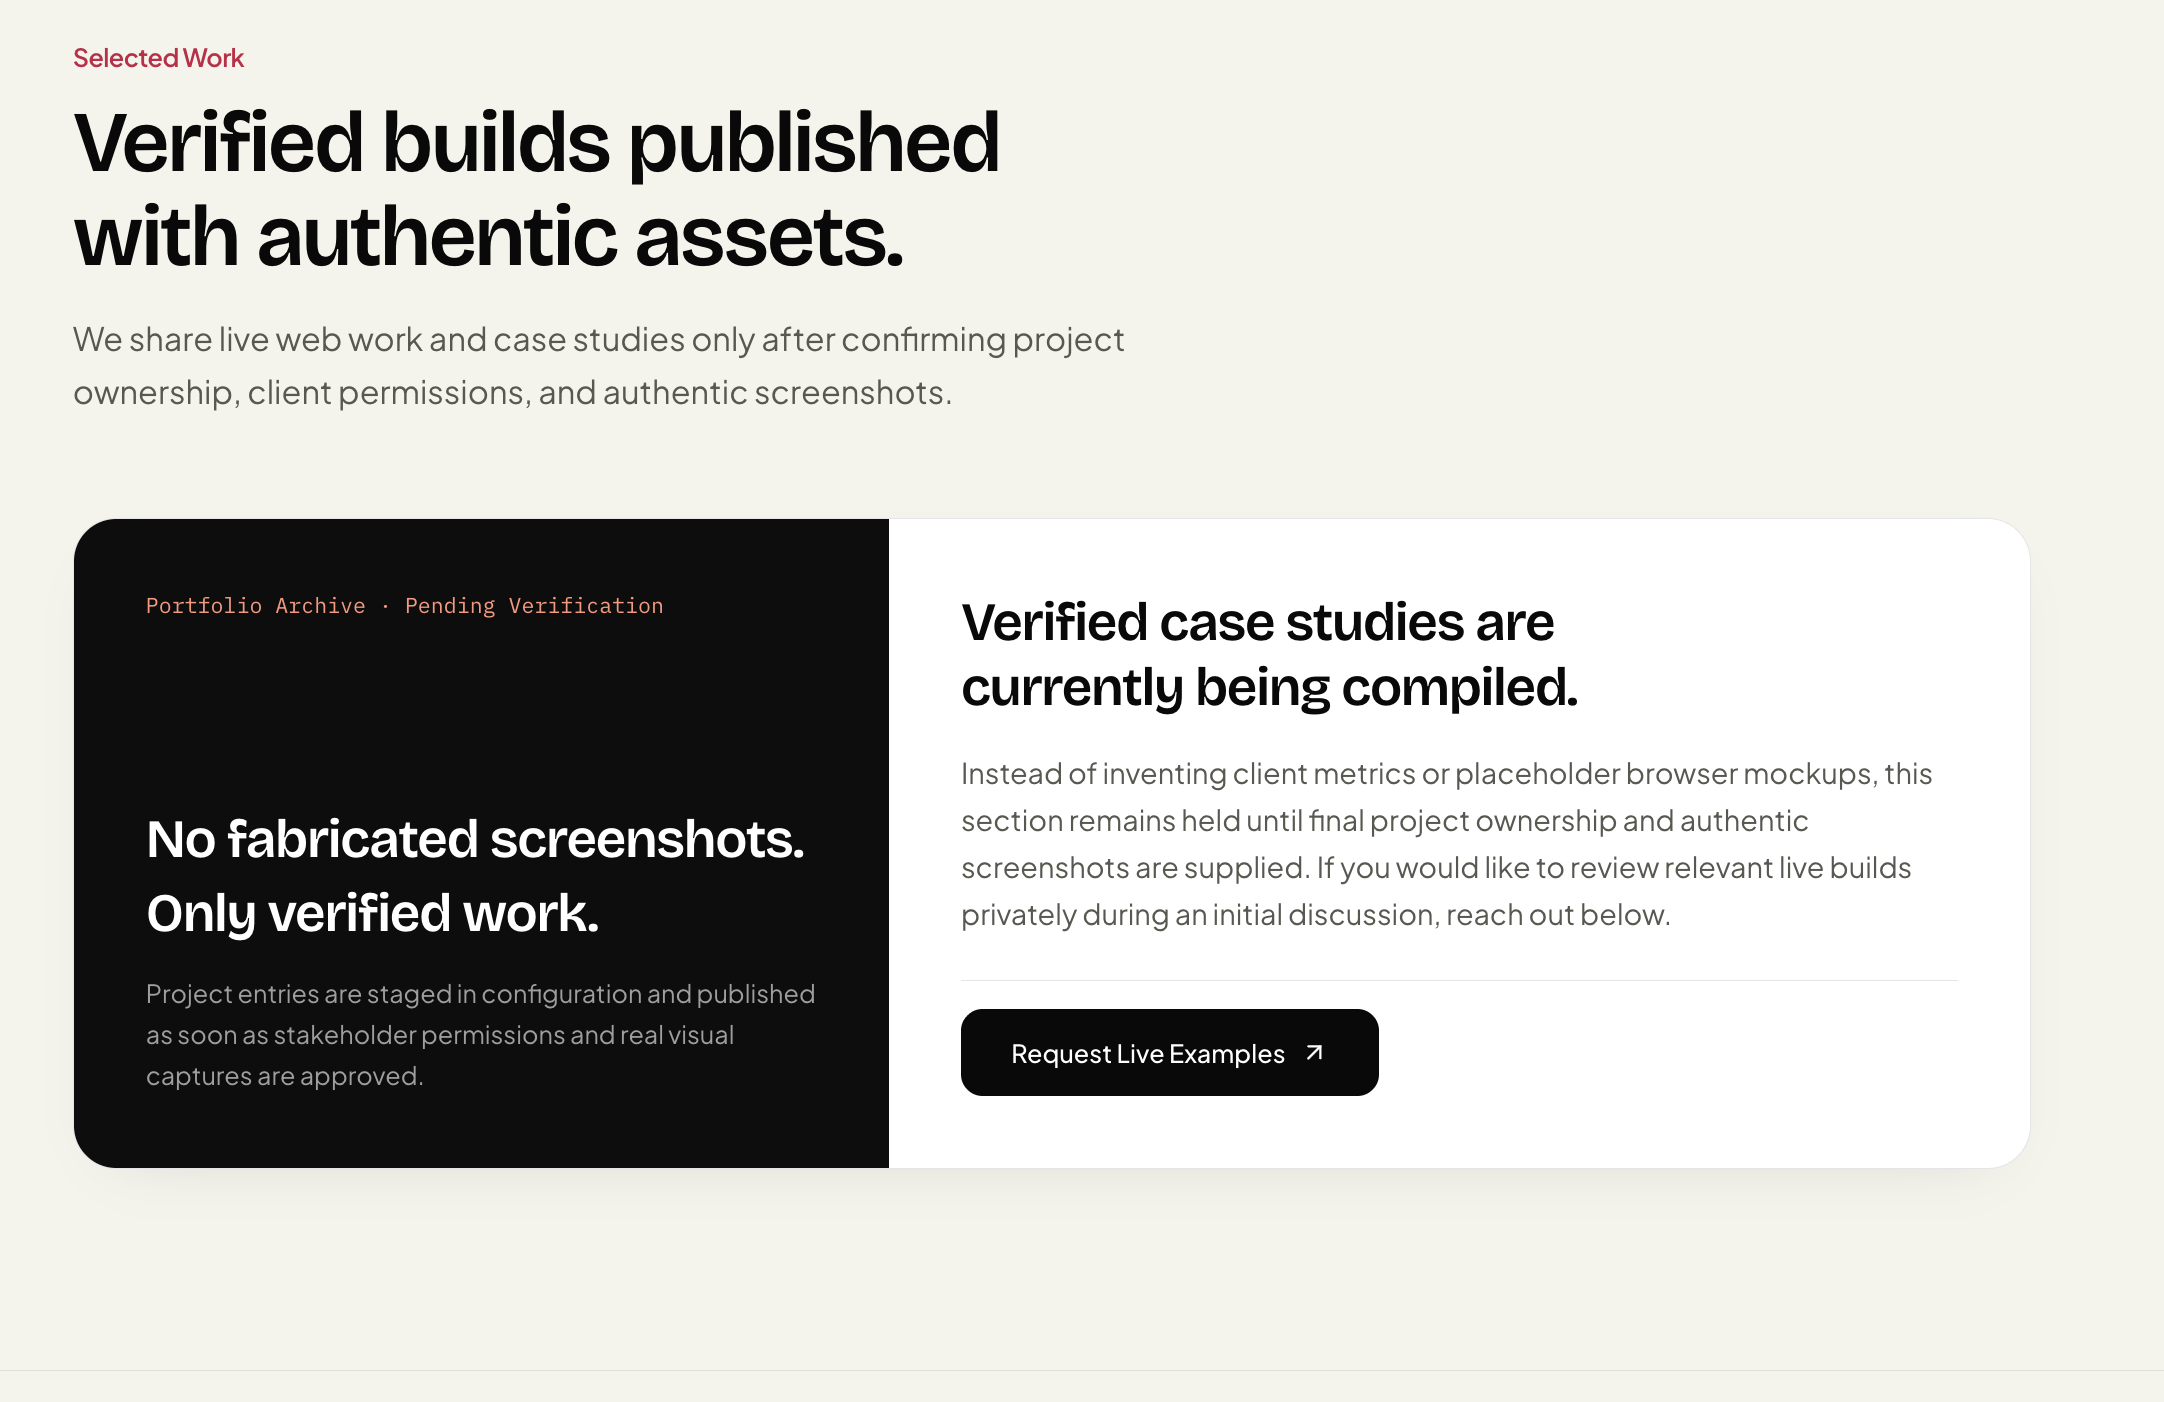 Selected Work
Verified builds published
with authentic assets.
We share live web work and case studies only after confirming project
ownership, client permissions, and authentic screenshots.
Portfolio Archive · Pending Verification
No fabricated screenshots.
Only verified work.
Project entries are staged in configuration and published
as soon as stakeholder permissions and real visual
captures are approved.
Verified case studies are
currently being compiled.
Instead of inventing client metrics or placeholder browser mockups, this
section remains held until final project ownership and authentic
screenshots are supplied. If you would like to review relevant live builds
privately during an initial discussion, reach out below.
Request Live Examples